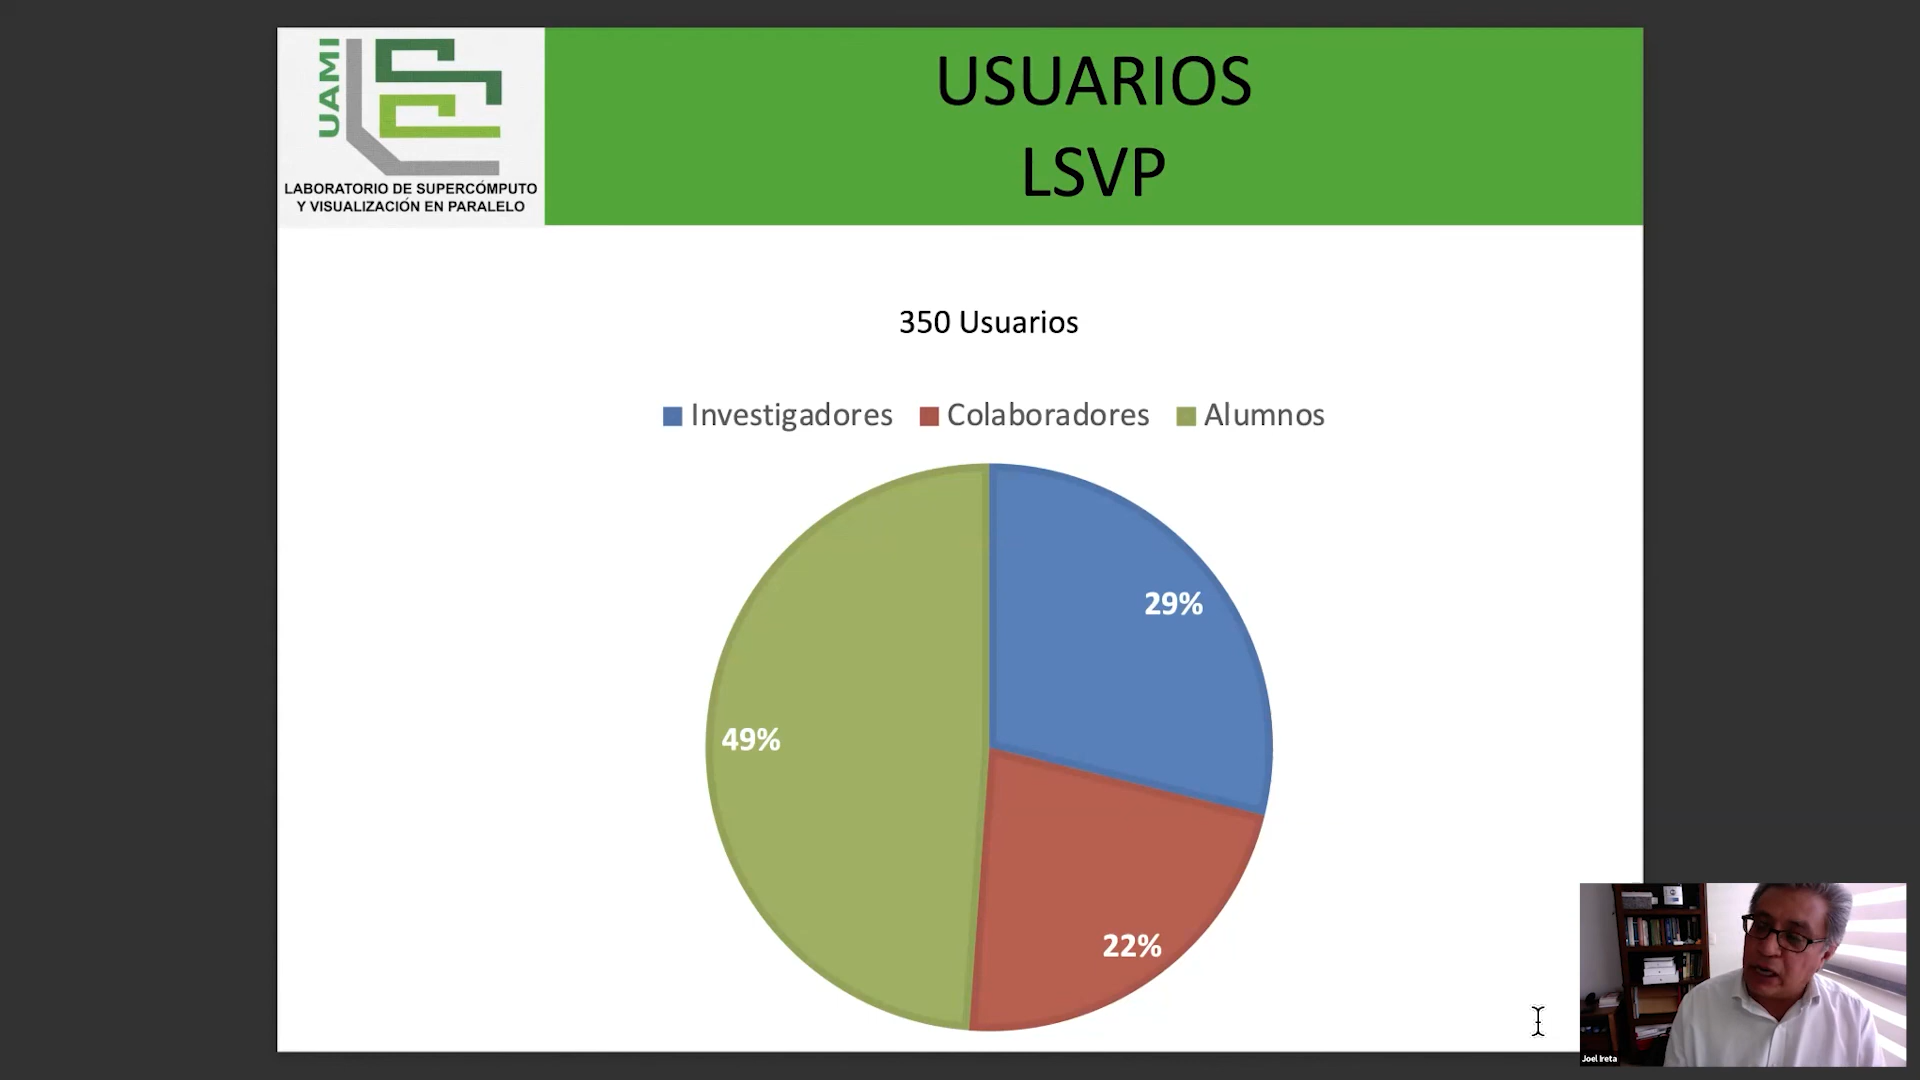 UAMI
LABORATORIO DE SUPERCÓMPUTO
Y VISUALIZACIÓN EN PARALELO
USUARIOS
LSVP
350 Usuarios
Investigadores Colaboradores Alumnos
29%
49%
22%
Joel Ireta